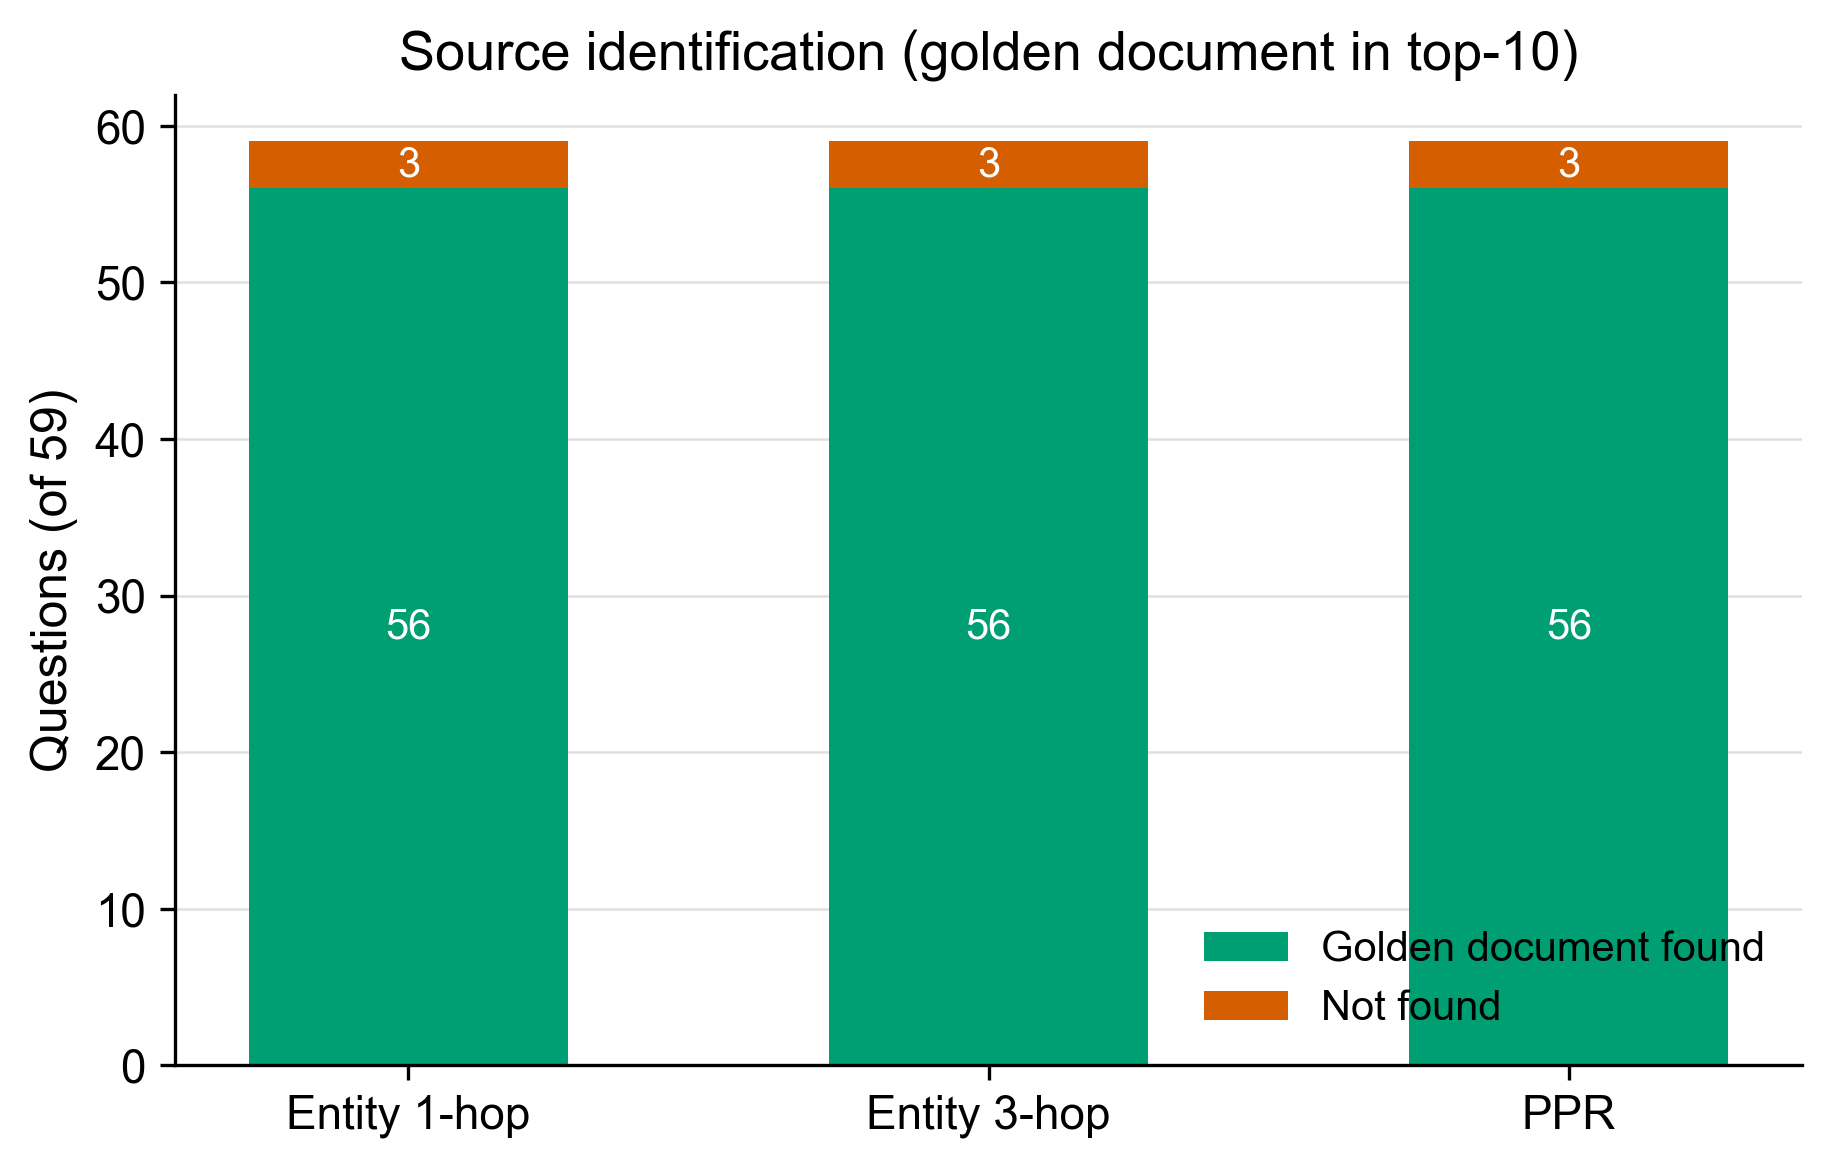 Source identification (golden document in top-10)
Questions (of 59)
60
50
40
30
20
10
0
3
3
3
56
56
56
Golden document found
Not found
Entity 1-hop
Entity 3-hop
PPR